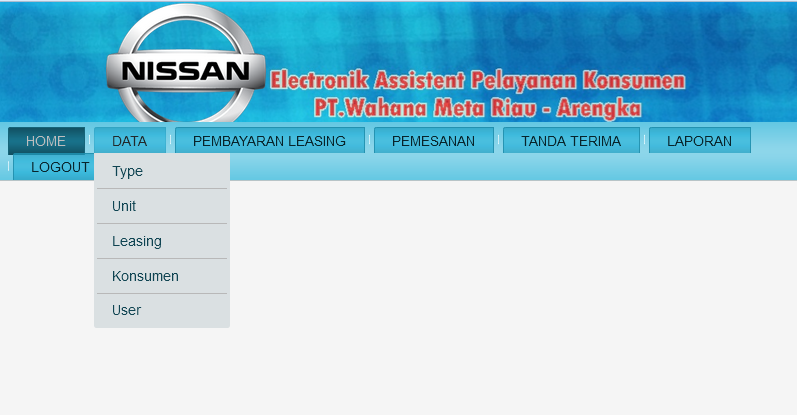 NISSAN
Electronik Assistent Pelayanan Konsumen
PT.Wahana Meta Riau - Arengka
HOME DATA PEMBAYARAN LEASING PEMESANAN TANDA TERIMA LAPORAN
LOGOUT
Type
Unit
Leasing
Konsumen
User